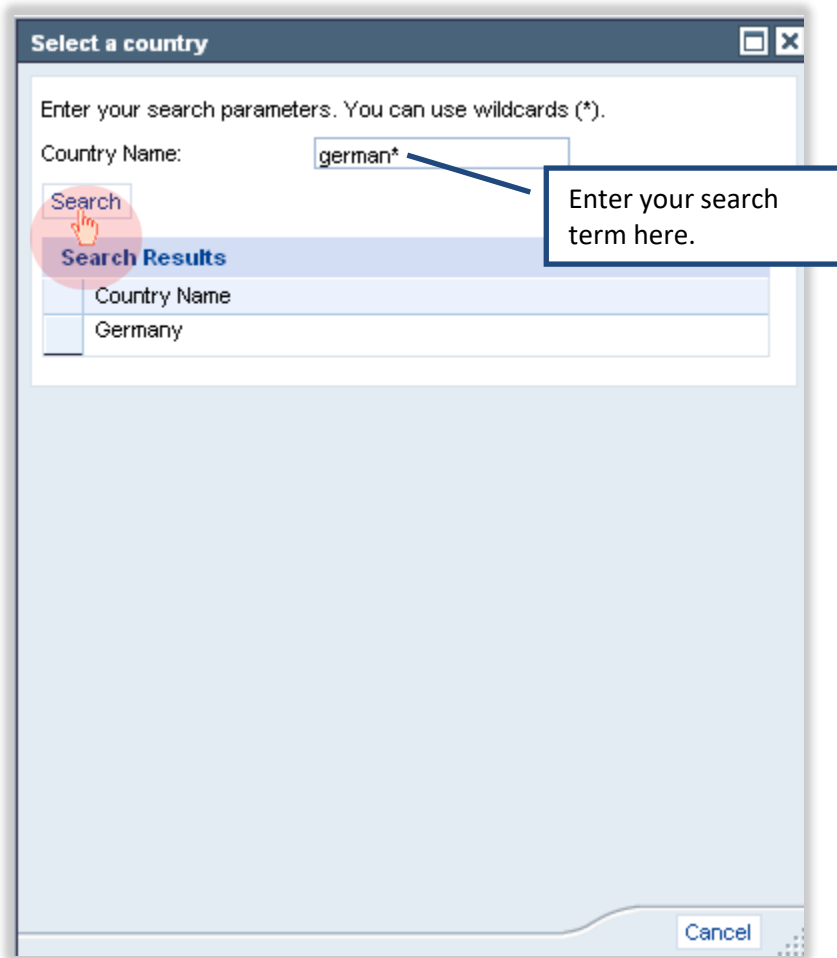 Select a country
Enter your search parameters. You can use wildcards (*).
Country Name: german*
Enter your search
term here.
Search
Search Results
Country Name
Germany
Cancel